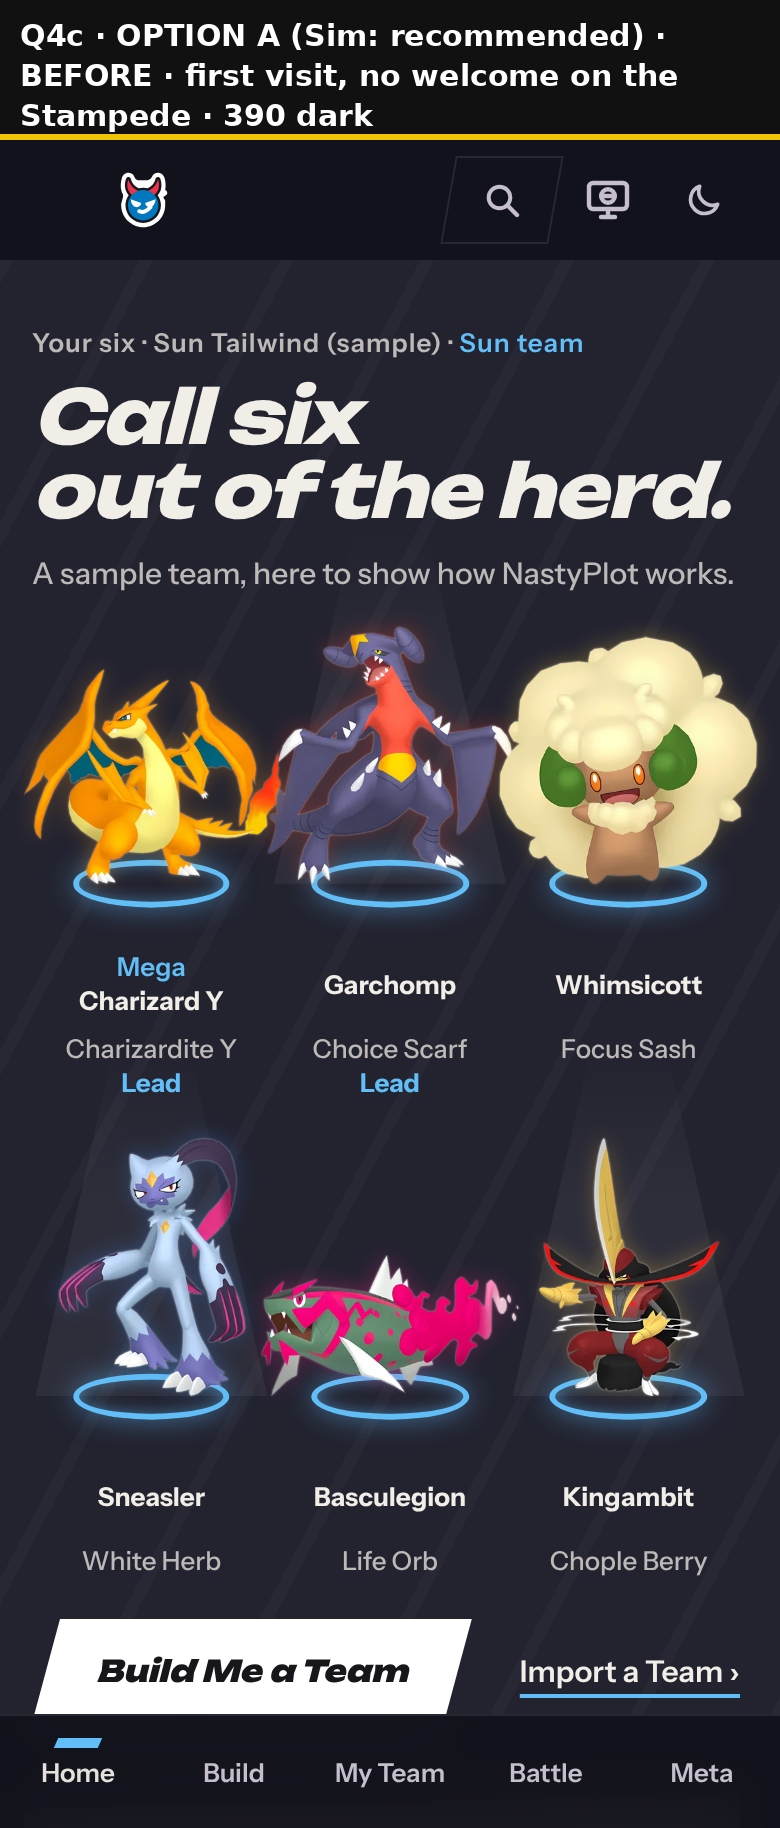 Q4c · OPTION A (Sim: recommended) ·
BEFORE · first visit, no welcome on the
Stampede · 390 dark
Your six · Sun Tailwind (sample) · Sun team
Call six
out of the herd.
A sample team, here to show how NastyPlot works.
Mega
Charizard Y
Garchomp
Whimsicott
Charizardite Y
Choice Scarf
Focus Sash
Lead
Lead
Sneasler
Basculegion
Kingambit
White Herb
Life Orb
Chople Berry
Build Me a Team
Import a Team ›
Home
Build
My Team
Battle
Meta